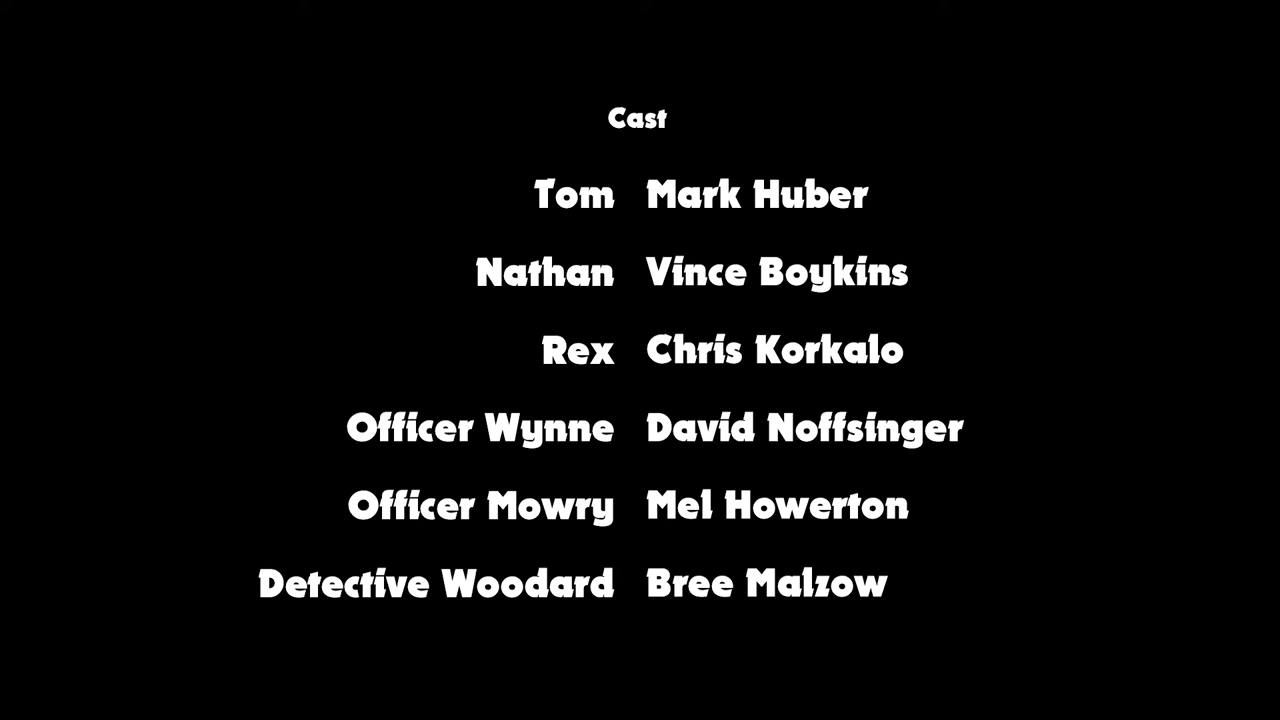 Cast
Tom Mark Huber
Nathan Vince Boykins
Rex Chris Korkalo
Officer Wynne David Noffsinger
Officer Mowry Mel Howerton
Detective Woodard Bree Malzow